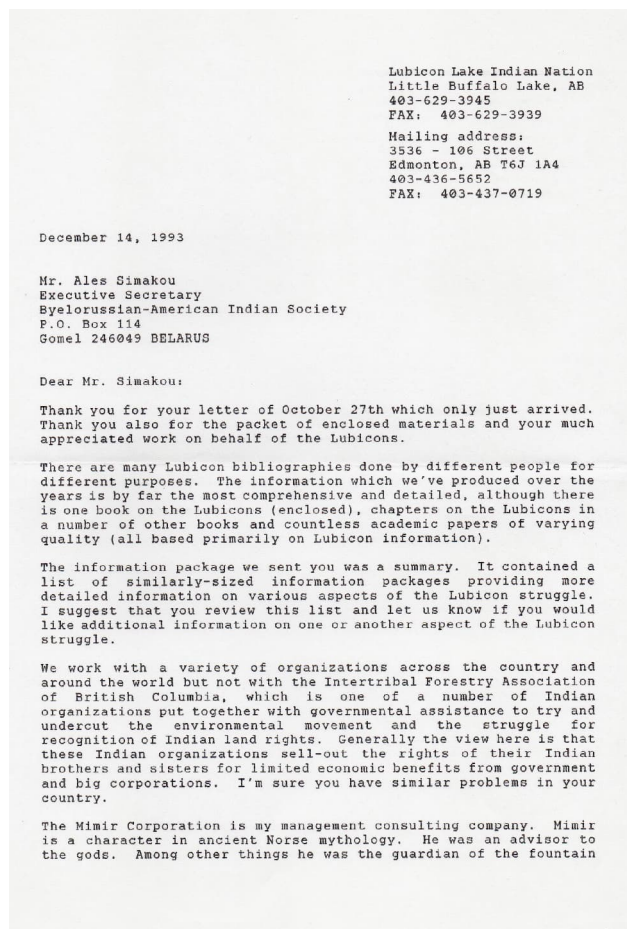 Lubicon Lake Indian Nation
Little Buffalo Lake, AB
403-629-3945
FAX: 403-629-3939
Mailing address:
3536 - 106 Street
Edmonton, AB T6J 1A4
403-436-5652
FAX: 403-437-0719
December 14, 1993
Mr. Ales Simakou
Executive Secretary
Byelorussian-American Indian Society
P.O. Box 114
Gomel 246049 BELARUS
Dear Mr. Simakou:
Thank you for your letter of October 27th which only just arrived.
Thank you also for the packet of enclosed materials and your much
appreciated work on behalf of the Lubicons.
There are many Lubicon bibliographies done by different people for
different purposes. The information which we've produced over the
years is by far the most comprehensive and detailed, although there
is one book on the Lubicons (enclosed), chapters on the Lubicons in
a number of other books and countless academic papers of varying
quality (all based primarily on Lubicon information).
The information package we sent you was a summary. It contained a
list of similarly-sized information packages providing more
detailed information on various aspects of the Lubicon struggle.
I suggest that you review this list and let us know if you would
like additional information on one or another aspect of the Lubicon
struggle.
We work with a variety of organizations across the country and
around the world but not with the Intertribal Forestry Association
of British Columbia, which is one of a number of Indian
organizations put together with governmental assistance to try and
undercut the environmental movement and the struggle for
recognition of Indian land rights. Generally the view here is that
these Indian organizations sell-out the rights of their Indian
brothers and sisters for limited economic benefits from government
and big corporations. I'm sure you have similar problems in your
country.
The Mimir Corporation is my management consulting company. Mimir
is a character in ancient Norse mythology. He was an advisor to
the gods. Among other things he was the guardian of the fountain